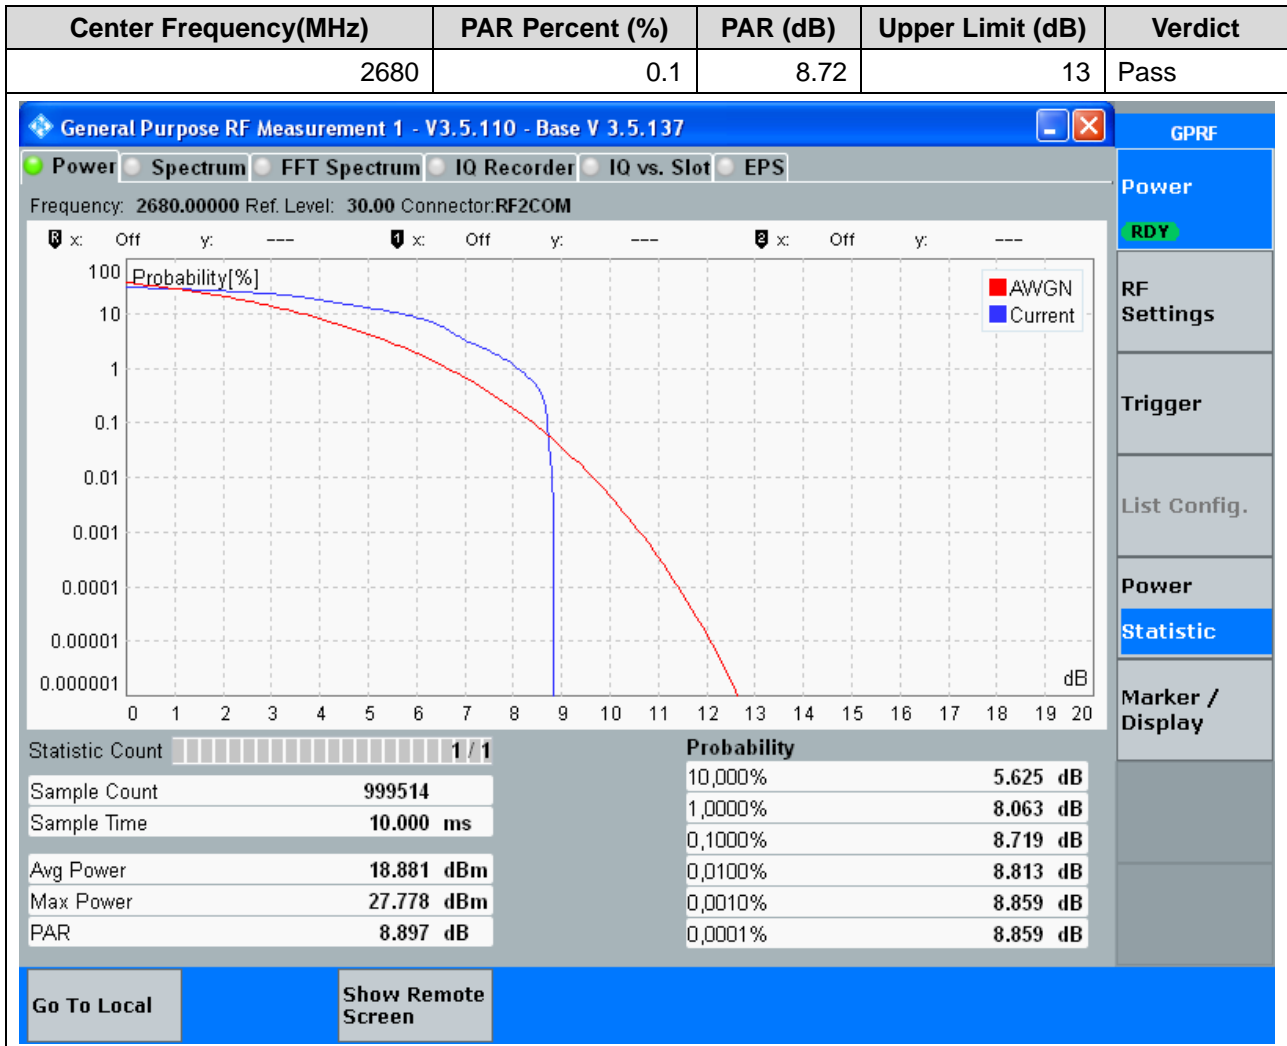 Center Frequency(MHz) PAR Percent (%) PAR (dB) Upper Limit (dB) Verdict
2680 0.1 8.72 13 Pass
General Purpose RF Measurement 1 - V3.5.110 - Base V 3.5.137
GPRF
Power Spectrum FFT Spectrum IQ Recorder IQ vs. Slot EPS
Power
RDY
Frequency: 2680.00000 Ref. Level: 30.00 Connector:RF2COM
R x: Off y: --- 1 x: Off y: --- 2 x: Off y: ---
Probability[%]
AWGN
Current
100
10
1
0.1
0.01
0.001
0.0001
0.00001
0.000001
dB
0 1 2 3 4 5 6 7 8 9 10 11 12 13 14 15 16 17 18 19 20
RF
Settings
Trigger
List Config.
Power
Statistic
Marker /
Display
Statistic Count 1 / 1
Sample Count 999514
Sample Time 10.000 ms
Avg Power 18.881 dBm
Max Power 27.778 dBm
PAR 8.897 dB
Probability
10,000% 5.625 dB
1,0000% 8.063 dB
0,1000% 8.719 dB
0,0100% 8.813 dB
0,0010% 8.859 dB
0,0001% 8.859 dB
Go To Local
Show Remote
Screen